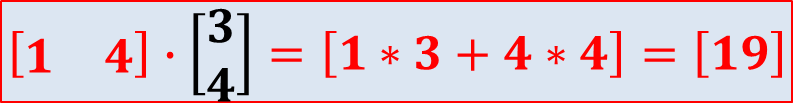 [1 4] · [3
4] = [1 * 3 + 4 * 4] = [19]